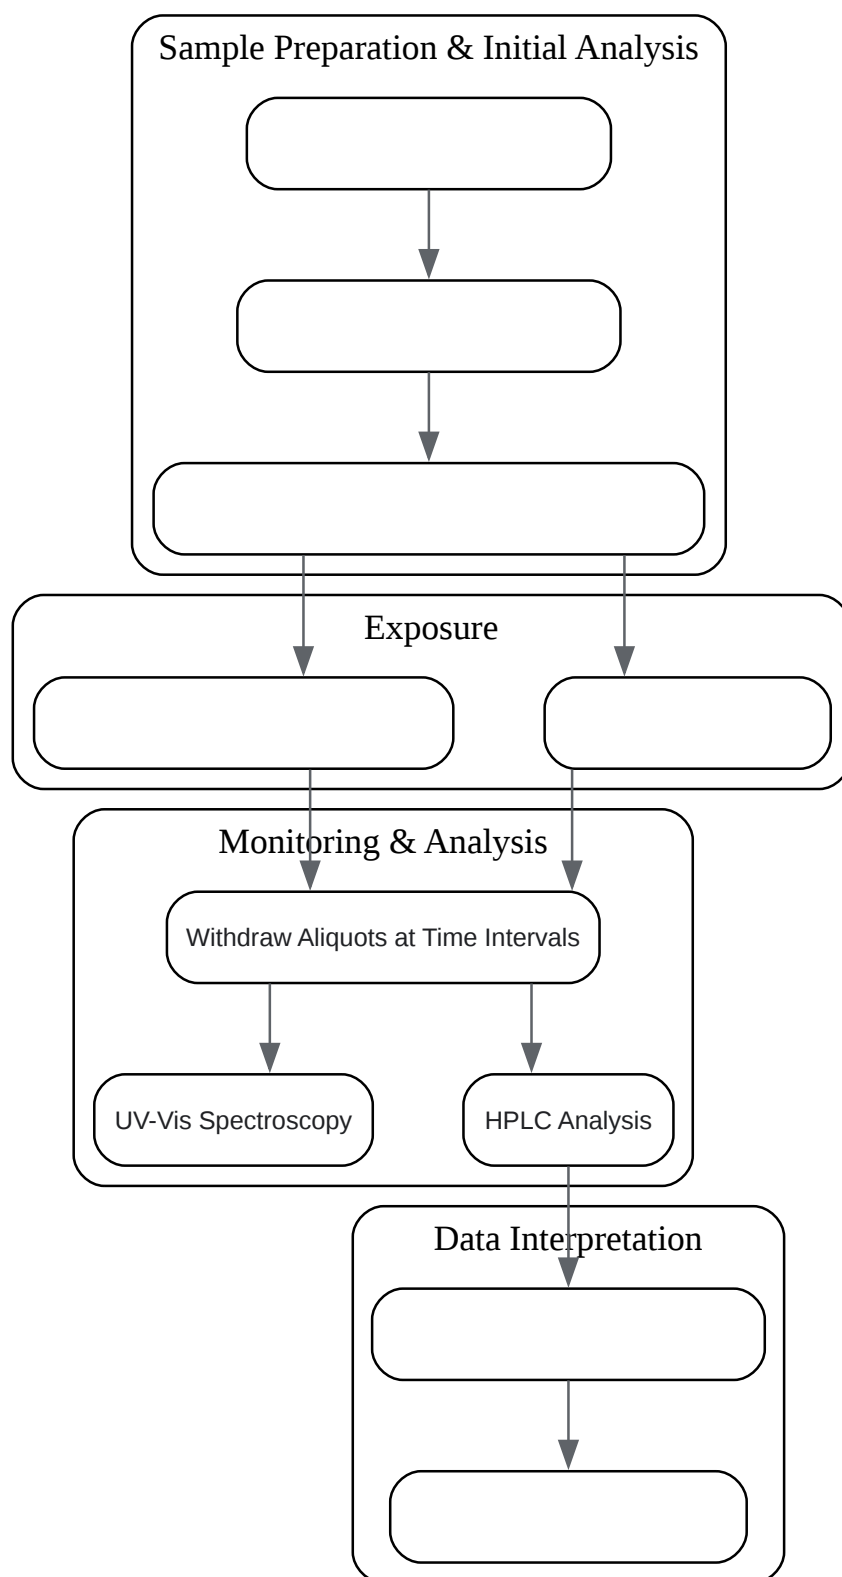 Sample Preparation & Initial Analysis
Exposure
Monitoring & Analysis
Withdraw Aliquots at Time Intervals
UV-Vis Spectroscopy
HPLC Analysis
Data Interpretation